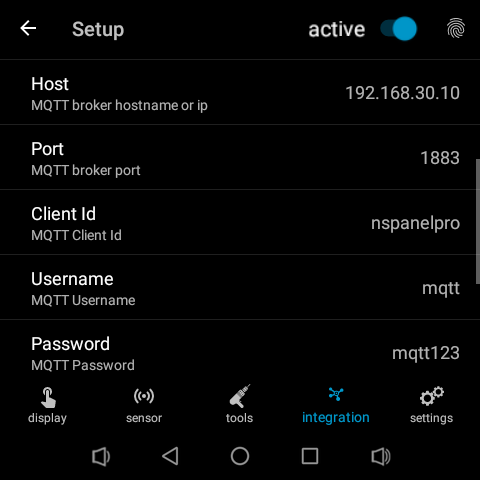 Setup
active
Host
MQTT broker hostname or ip
192.168.30.10
Port
MQTT broker port
1883
Client Id
MQTT Client Id
nspanelpro
Username
MQTT Username
mqtt
Password
MQTT Password
mqtt123
display
sensor
tools
integration
settings